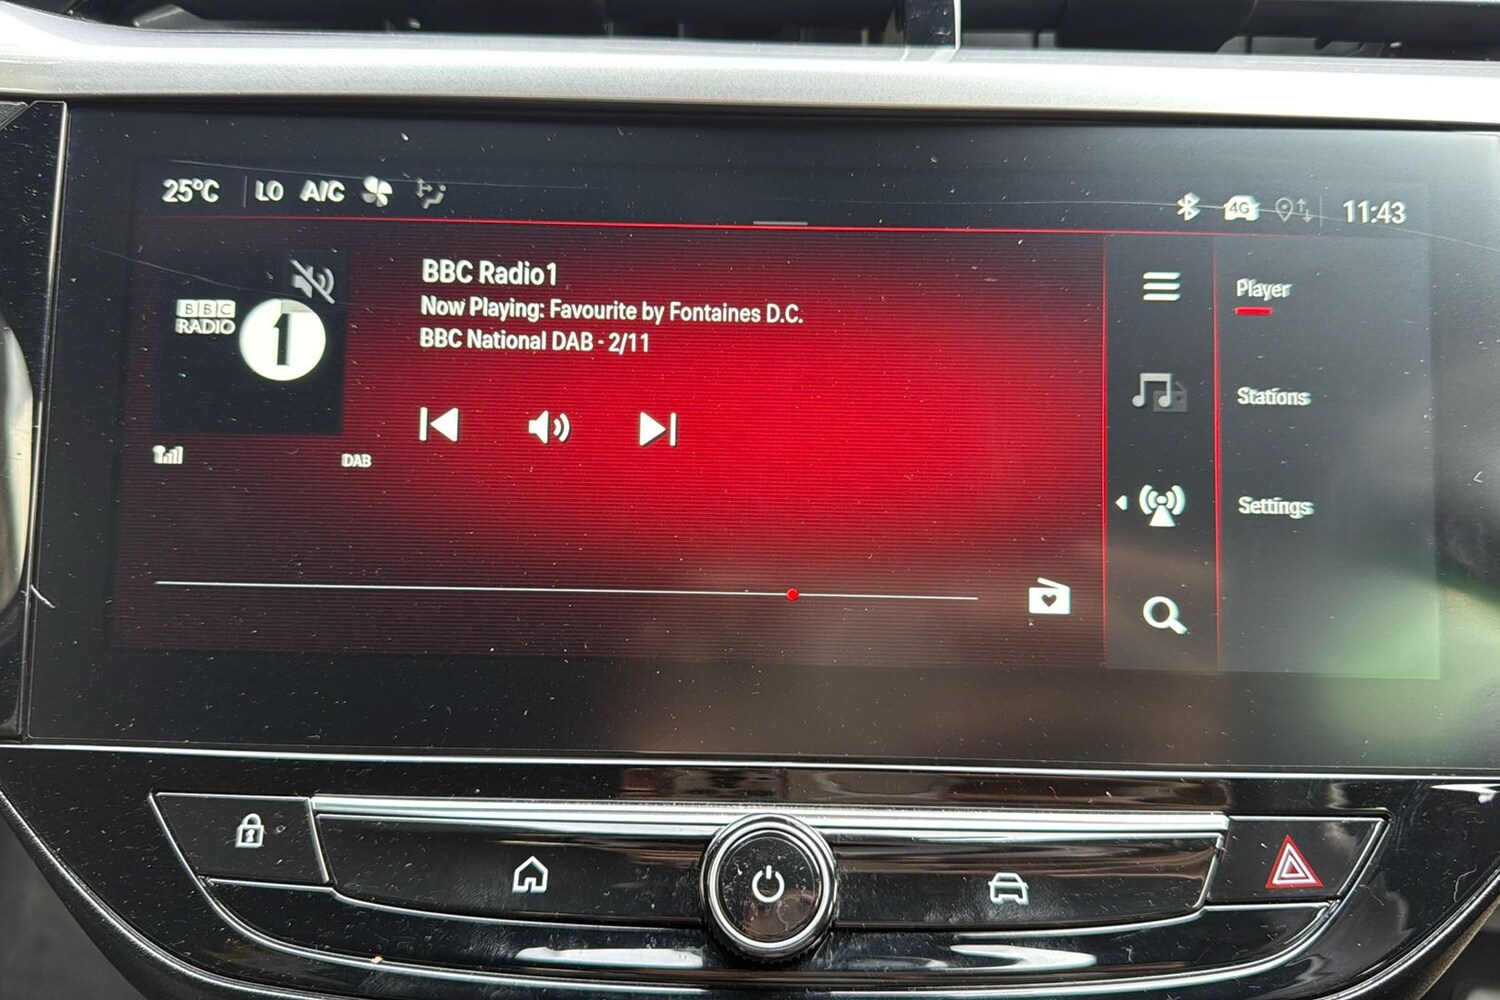 25°C LO A/C 4G 11:43
BBC
RADIO
1
BBC Radio1
Now Playing: Favourite by Fontaines D.C.
BBC National DAB - 2/11
DAB
Player
Stations
Settings